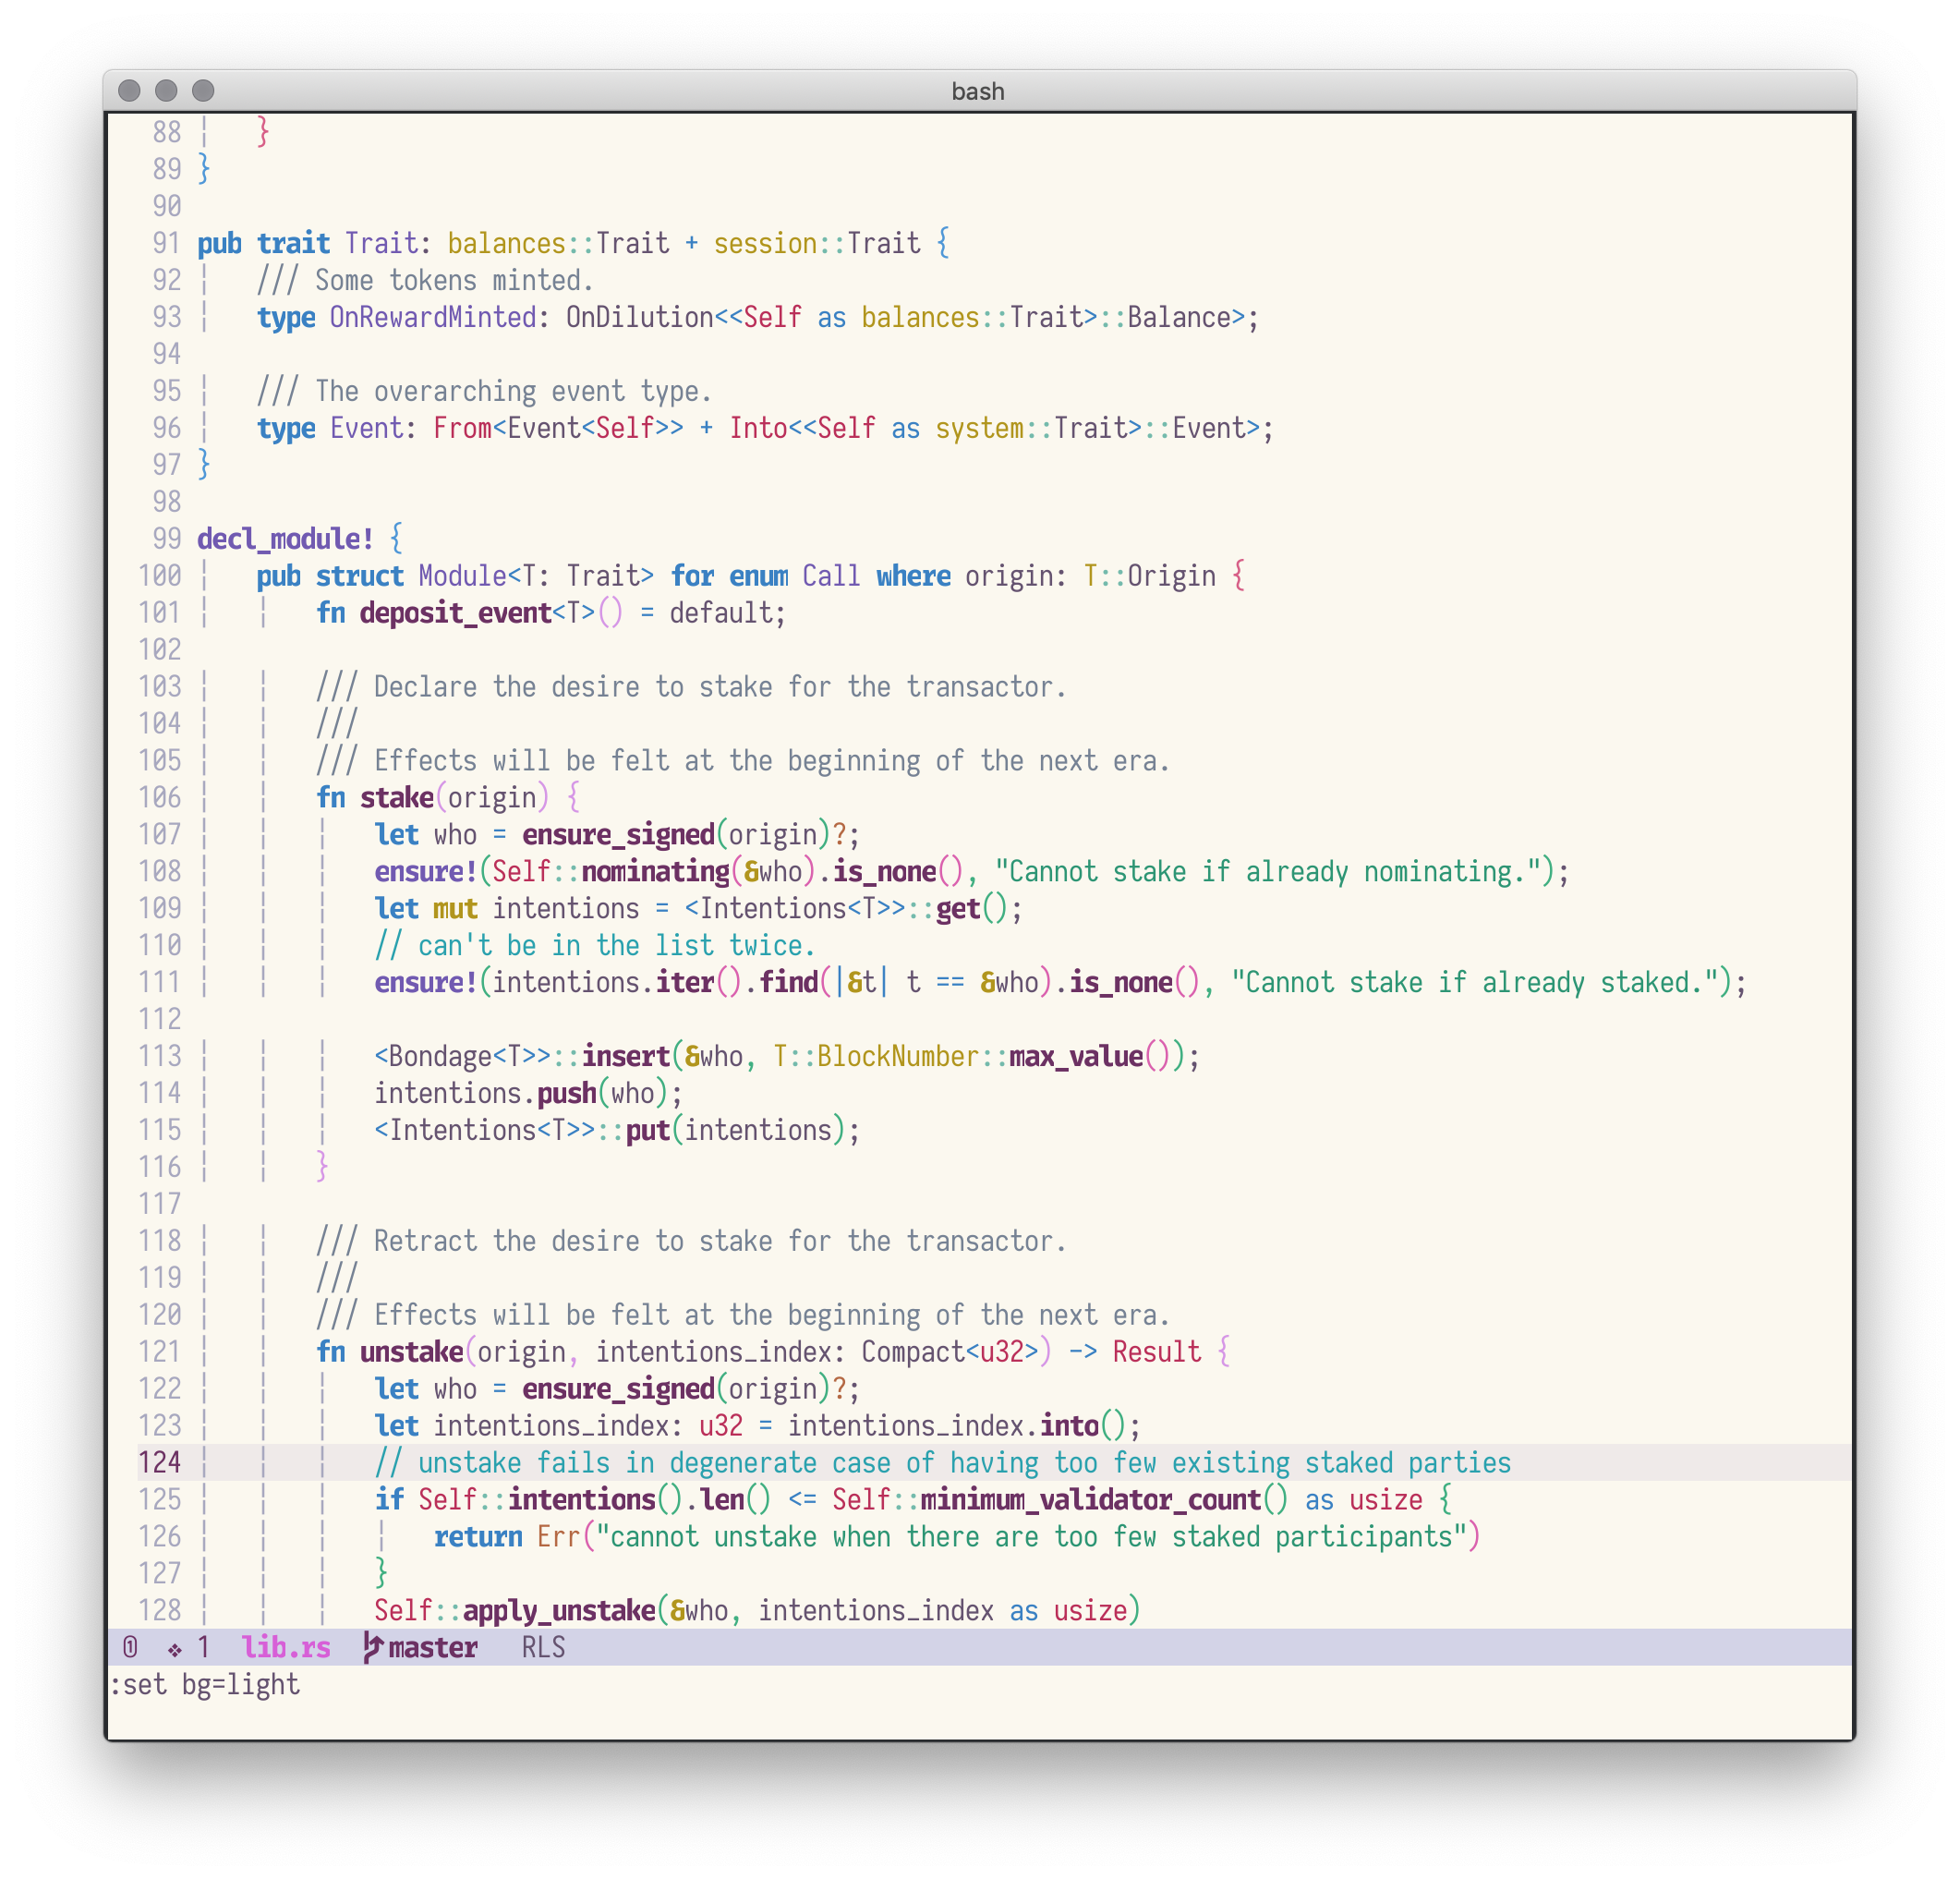 bash
88 }
89 }
90
91 pub trait Trait: balances::Trait + session::Trait {
92 /// Some tokens minted.
93 type OnRewardMinted: OnDilution<<Self as balances::Trait>::Balance>;
94
95 /// The overarching event type.
96 type Event: From<Event<Self>> + Into<<Self as system::Trait>::Event>;
97 }
98
99 decl_module! {
100 pub struct Module<T: Trait> for enum Call where origin: T::Origin {
101 fn deposit_event<T>() = default;
102
103 /// Declare the desire to stake for the transactor.
104 ///
105 /// Effects will be felt at the beginning of the next era.
106 fn stake(origin) {
107 let who = ensure_signed(origin)?;
108 ensure!(Self::nominating(&who).is_none(), "Cannot stake if already nominating.");
109 let mut intentions = <Intentions<T>>::get();
110 // can't be in the list twice.
111 ensure!(intentions.iter().find(|&t| t == &who).is_none(), "Cannot stake if already staked.");
112
113 <Bondage<T>>::insert(&who, T::BlockNumber::max_value());
114 intentions.push(who);
115 <Intentions<T>>::put(intentions);
116 }
117
118 /// Retract the desire to stake for the transactor.
119 ///
120 /// Effects will be felt at the beginning of the next era.
121 fn unstake(origin, intentions_index: Compact<u32>) -> Result {
122 let who = ensure_signed(origin)?;
123 let intentions_index: u32 = intentions_index.into();
124 // unstake fails in degenerate case of having too few existing staked parties
125 if Self::intentions().len() <= Self::minimum_validator_count() as usize {
126 return Err("cannot unstake when there are too few staked participants")
127 }
128 Self::apply_unstake(&who, intentions_index as usize)
① ❖ 1 lib.rs master RLS
:set bg=light